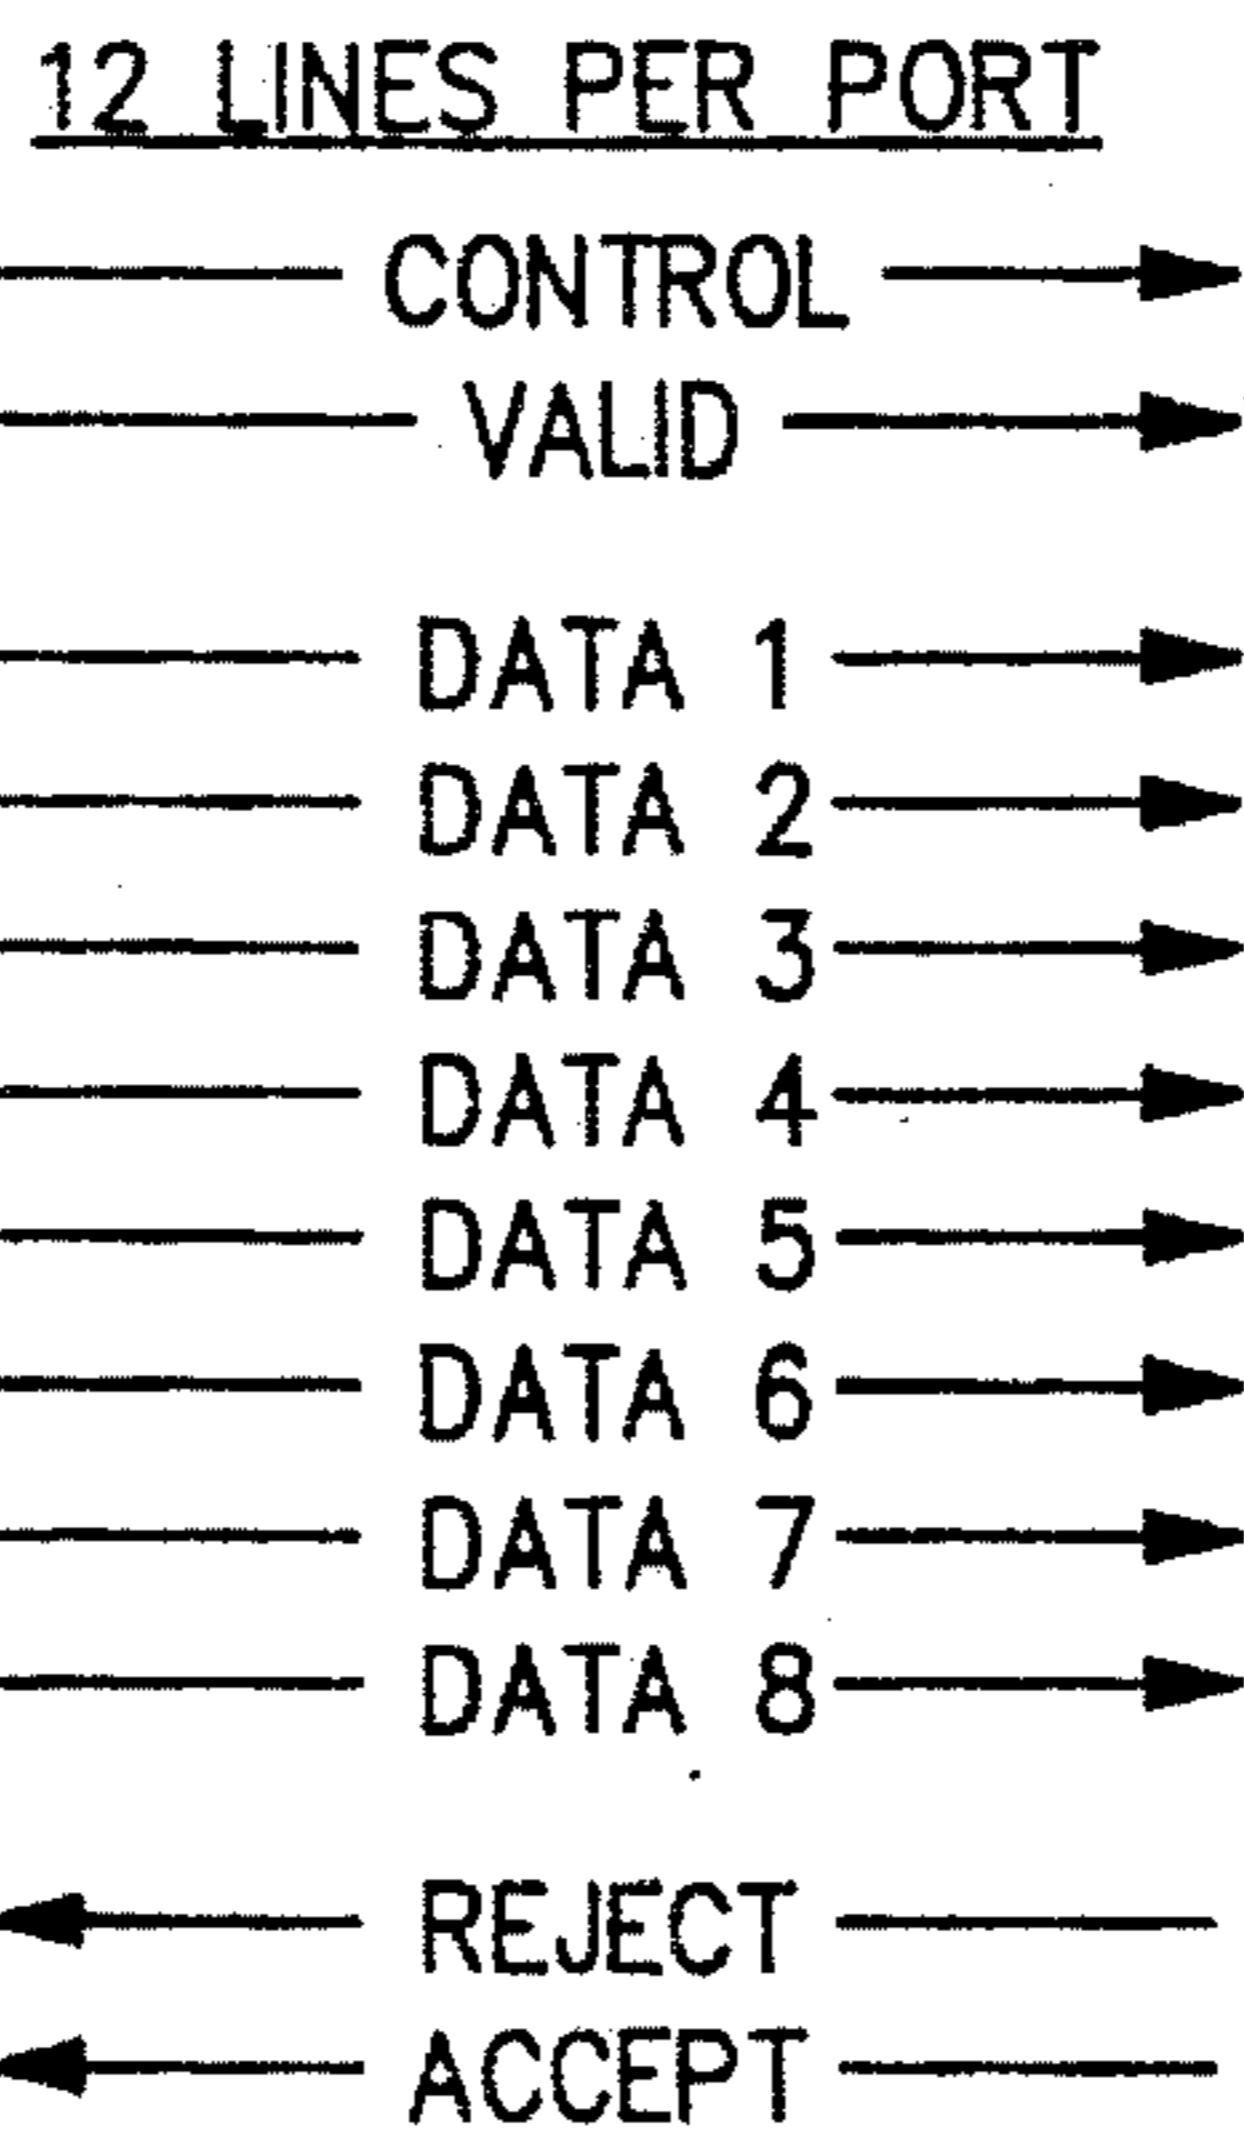 12 LINES PER PORT
CONTROL
VALID
DATA 1
DATA 2
DATA 3
DATA 4
DATA 5
DATA 6
DATA 7
DATA 8
REJECT
ACCEPT